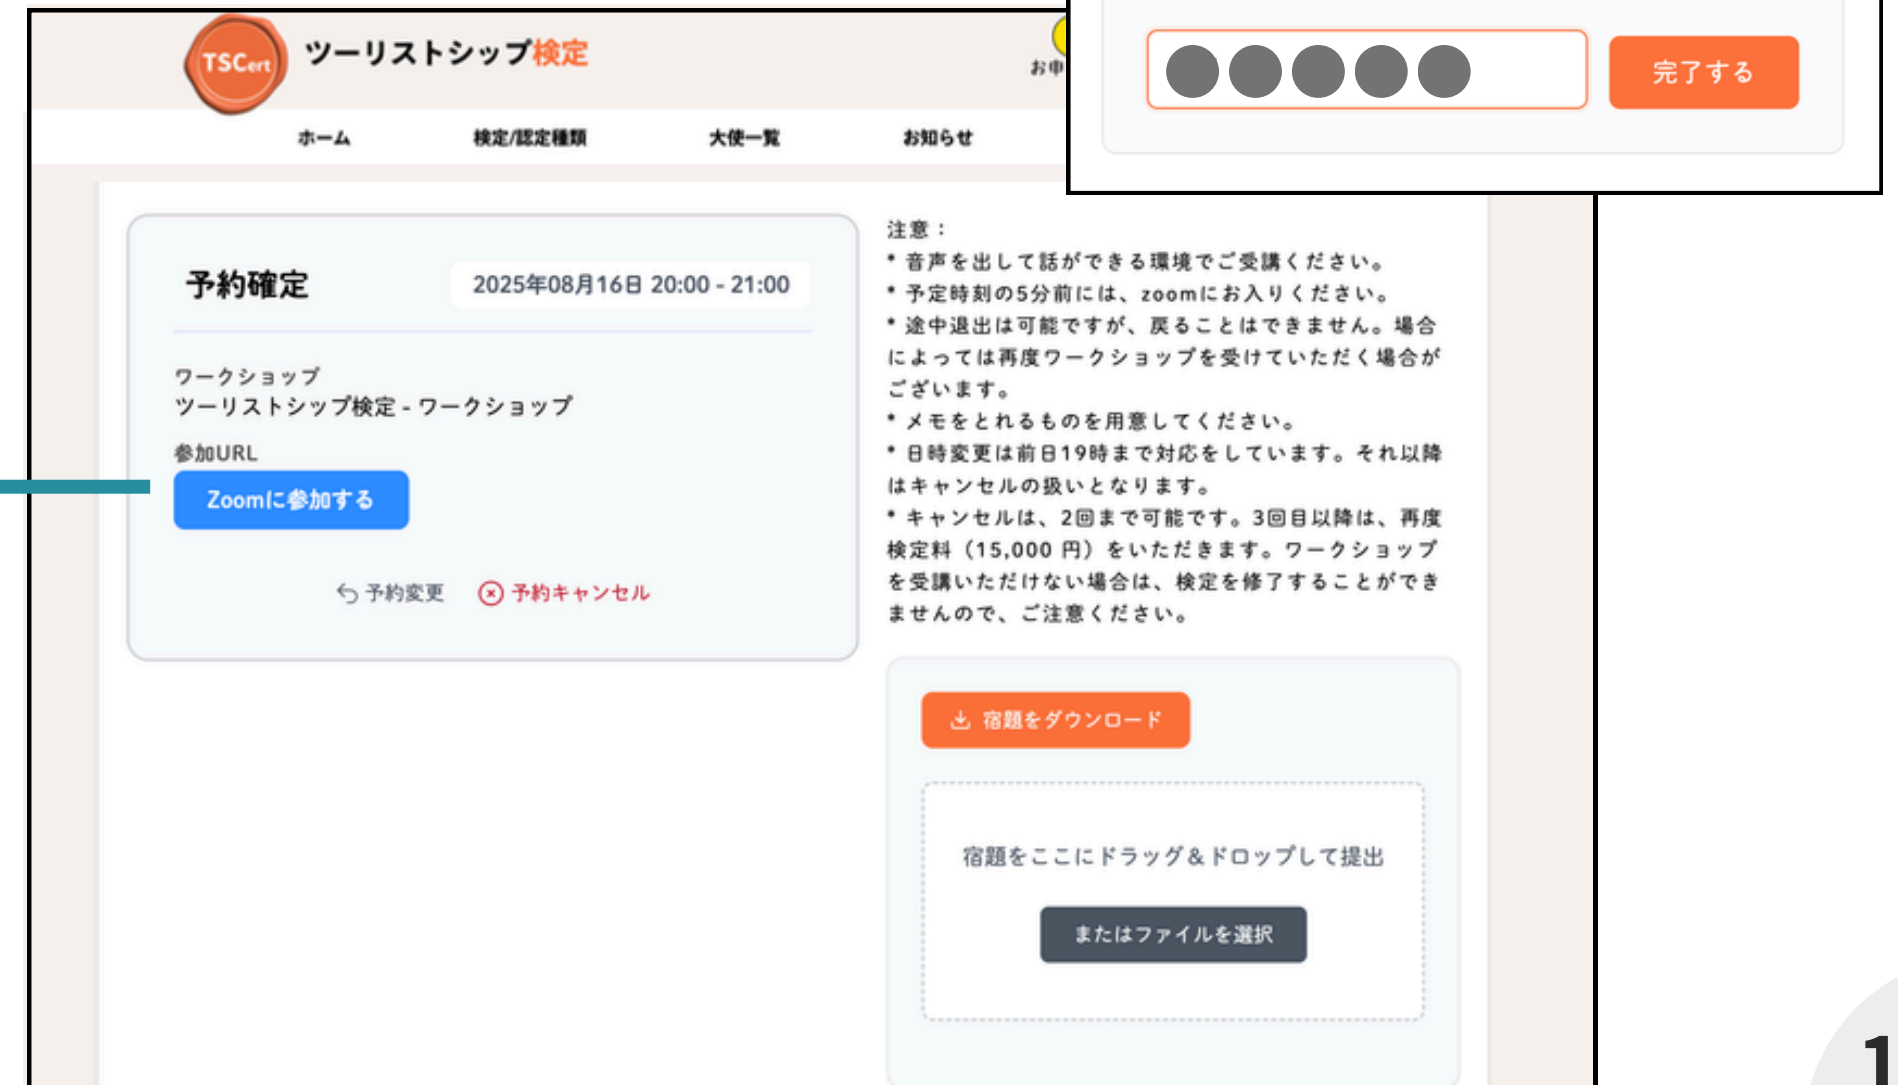 TSCert
ツーリストシップ検定
お申
完了する
ホーム
検定/認定種類
大使一覧
お知らせ
予約確定
2025年08月16日 20:00 - 21:00
ワークショップ
ツーリストシップ検定 - ワークショップ
参加URL
Zoomに参加する
予約変更
予約キャンセル
注意：
* 音声を出して話ができる環境でご受講ください。
* 予定時刻の5分前には、zoomにお入りください。
* 途中退出は可能ですが、戻ることはできません。場合
によっては再度ワークショップを受けていただく場合が
ございます。
* メモをとれるものを用意してください。
* 日時変更は前日19時まで対応をしています。それ以降
はキャンセルの扱いとなります。
* キャンセルは、2回まで可能です。3回目以降は、再度
検定料（15,000 円）をいただきます。ワークショップ
を受講いただけない場合は、検定を修了することができ
ませんので、ご注意ください。
宿題をダウンロード
宿題をここにドラッグ＆ドロップして提出
またはファイルを選択
1